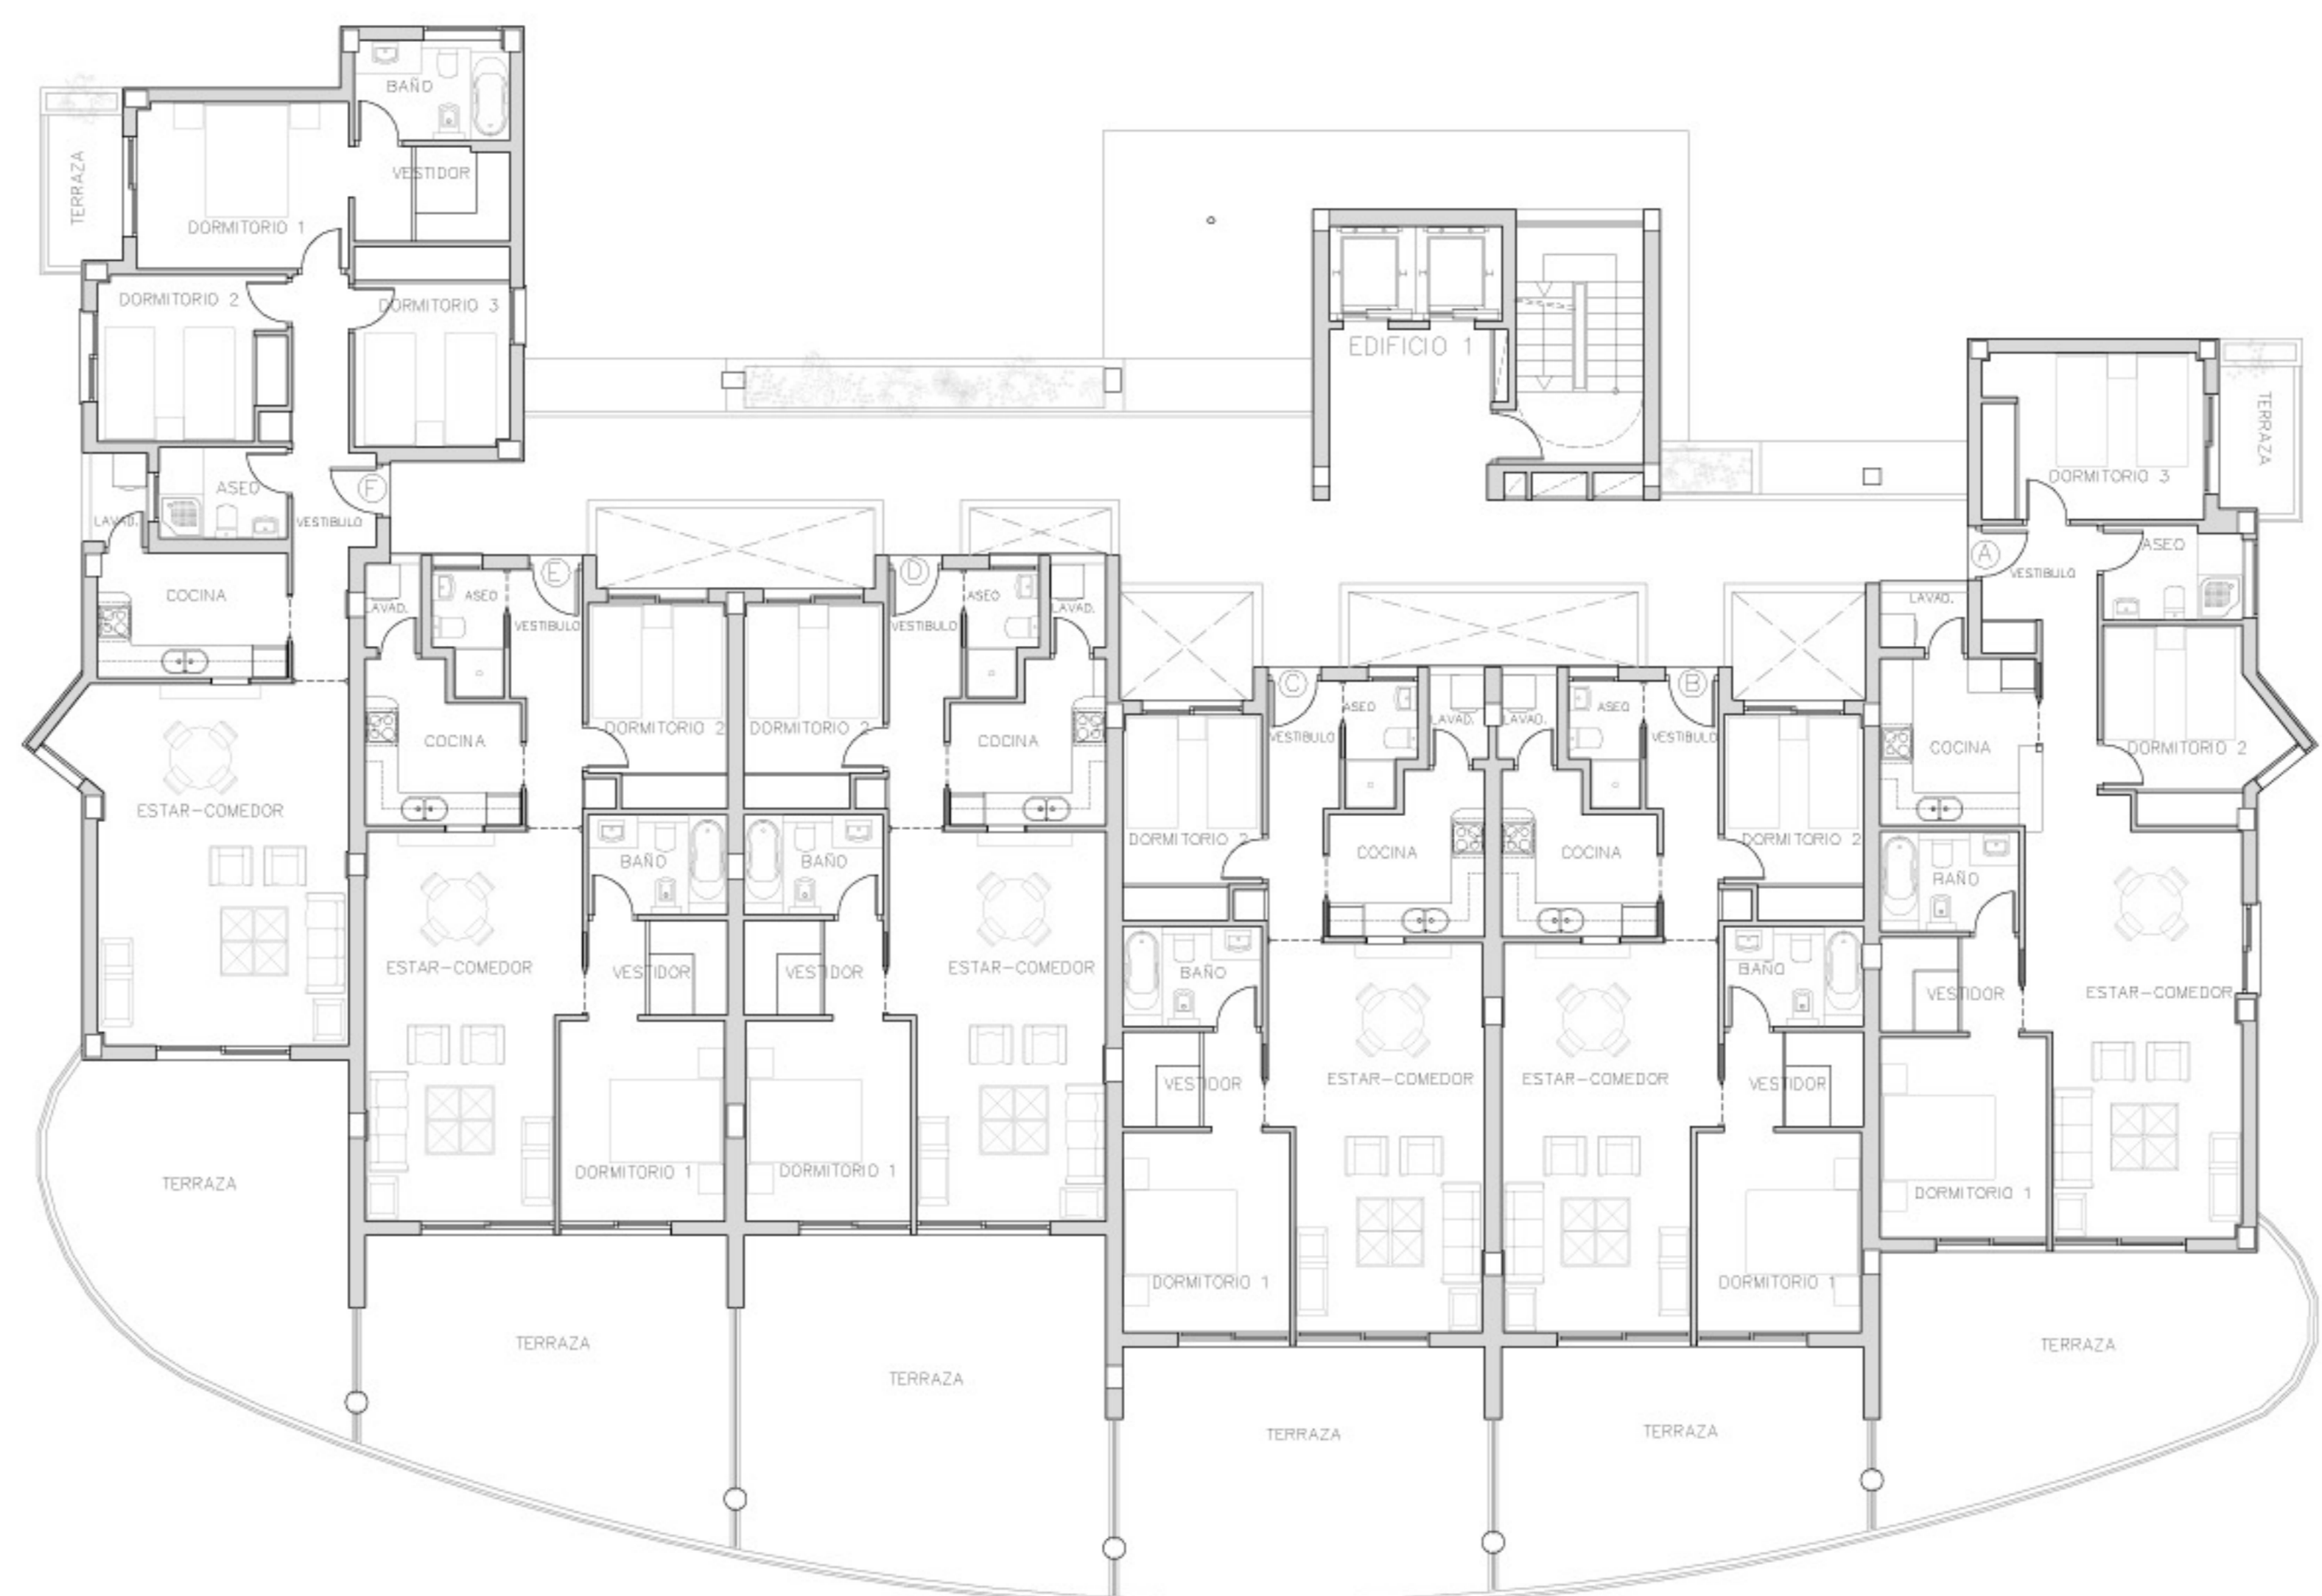 BAÑO
TERRAZA
VESTIDOR
DORMITORIO 1
DORMITORIO 2
DORMITORIO 3
ASEO
F
LAVAD.
VESTIBULO
COCINA
ESTAR-COMEDOR
TERRAZA
EDIFICIO 1
E
LAVAD.
ASEO
VESTIBULO
DORMITORIO 2
COCINA
BAÑO
ESTAR-COMEDOR
VESTIDOR
DORMITORIO 1
TERRAZA
D
ASEO
LAVAD.
VESTIBULO
DORMITORIO 2
COCINA
BAÑO
VESTIDOR
ESTAR-COMEDOR
DORMITORIO 1
TERRAZA
C
ASEO
LAVAD.
VESTIBULO
DORMITORIO 2
COCINA
BAÑO
VESTIDOR
ESTAR-COMEDOR
DORMITORIO 1
TERRAZA
B
LAVAD.
ASEO
VESTIBULO
COCINA
DORMITORIO 2
BAÑO
ESTAR-COMEDOR
VESTIDOR
DORMITORIO 1
TERRAZA
TERRAZA
DORMITORIO 3
A
ASEO
VESTIBULO
LAVAD.
COCINA
DORMITORIO 2
BAÑO
VESTIDOR
ESTAR-COMEDOR
DORMITORIO 1
TERRAZA